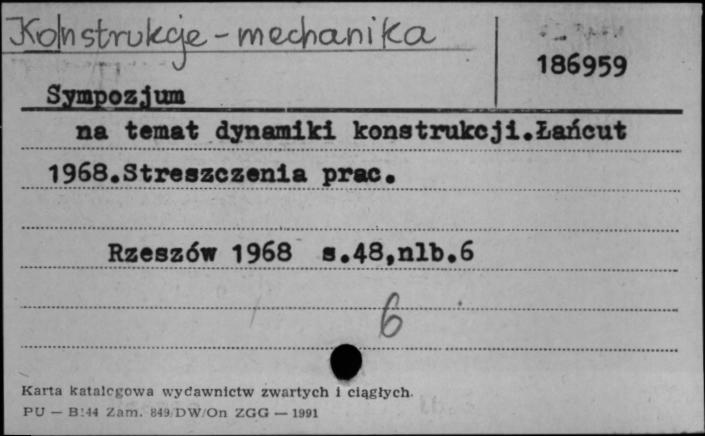 Konstrukcje - mechanika
186959
Sympozjum
na temat dynamiki konstrukcji.Łańcut
1968.Streszczenia prac.
Rzeszów 1968 s.48,nlb.6
6
Karta katalogowa wydawnictw zwartych i ciągłych.
PU — B-144 Zam. 849/DW/On ZGG — 1991